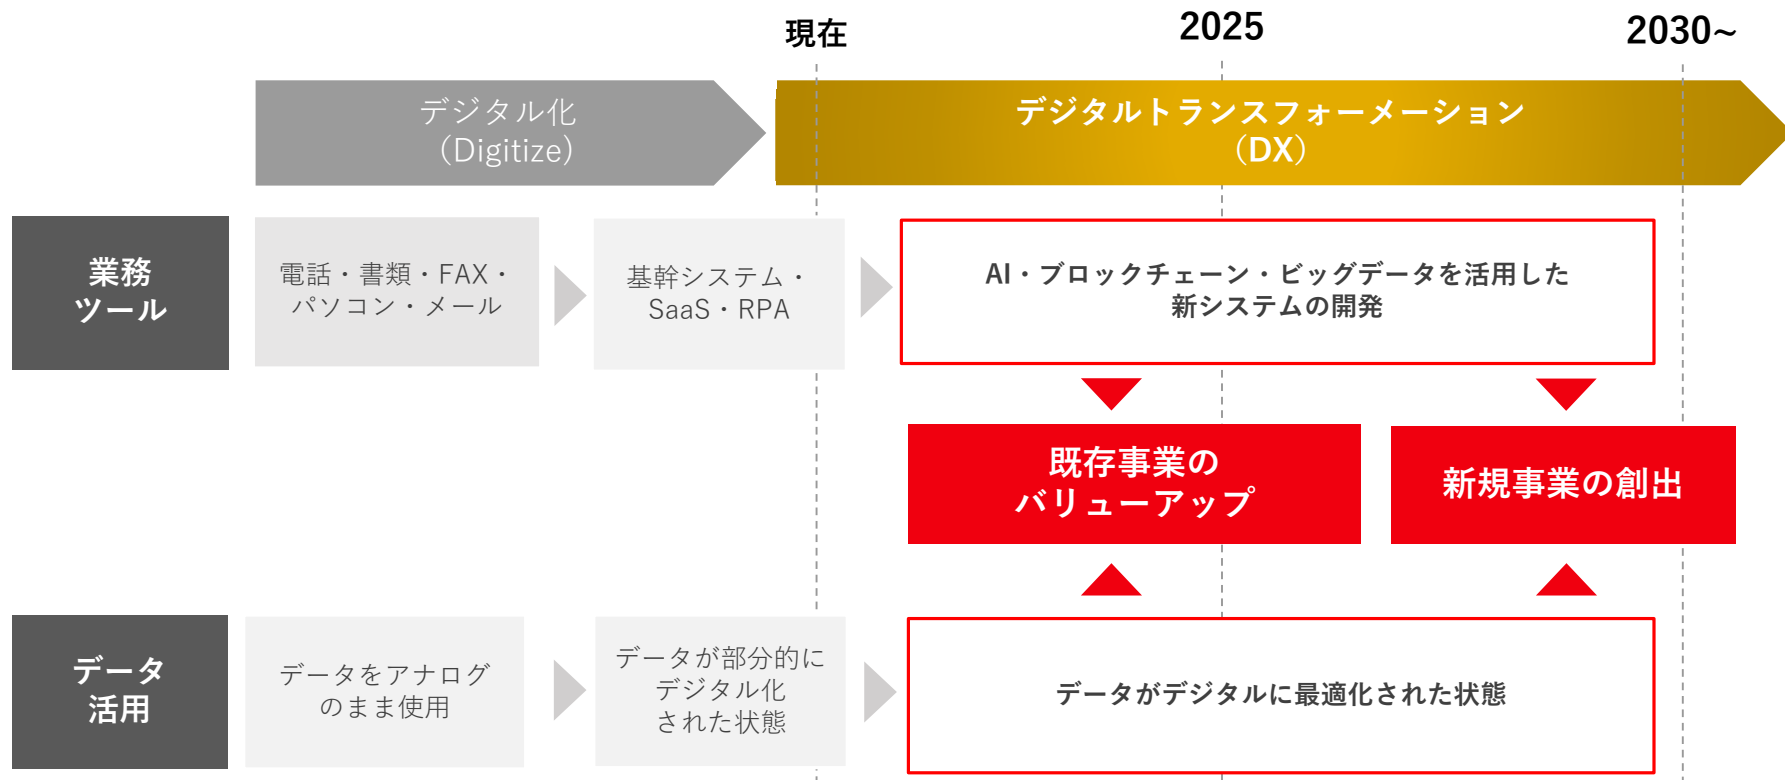 現在
2025
2030~
デジタル化
（Digitize）
デジタルトランスフォーメーション
（DX）
業務
ツール
電話・書類・FAX・
パソコン・メール
基幹システム・
SaaS・RPA
AI・ブロックチェーン・ビッグデータを活用した
新システムの開発
既存事業の
バリューアップ
新規事業の創出
データ
活用
データをアナログ
のまま使用
データが部分的に
デジタル化
された状態
データがデジタルに最適化された状態